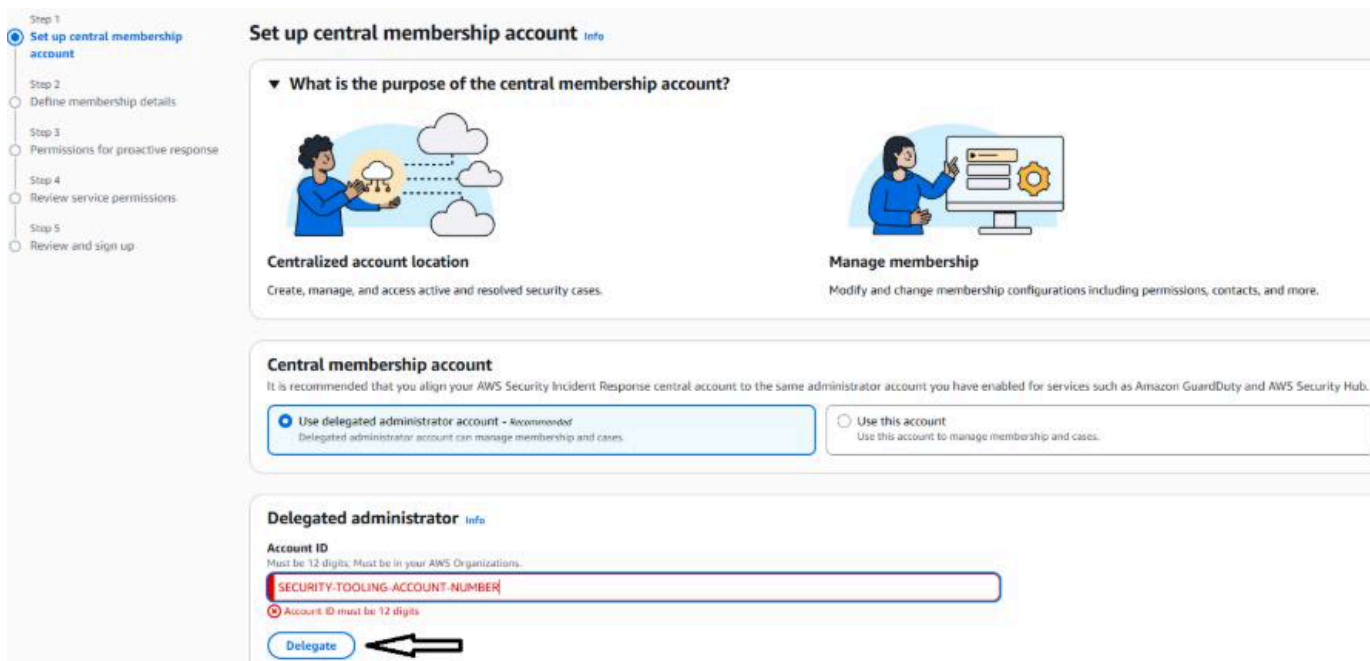 Step 1
Set up central membership
account
Step 2
Define membership details
Step 3
Permissions for proactive response
Step 4
Review service permissions
Step 5
Review and sign up
Set up central membership account Info
▼ What is the purpose of the central membership account?
Centralized account location
Create, manage, and access active and resolved security cases.
Manage membership
Modify and change membership configurations including permissions, contacts, and more.
Central membership account
It is recommended that you align your AWS Security Incident Response central account to the same administrator account you have enabled for services such as Amazon GuardDuty and AWS Security Hub.
Use delegated administrator account - Recommended
Delegated administrator account can manage membership and cases.
Use this account
Use this account to manage membership and cases.
Delegated administrator Info
Account ID
Must be 12 digits; Must be in your AWS Organizations.
SECURITY-TOOLING-ACCOUNT-NUMBER
Account ID must be 12 digits
Delegate